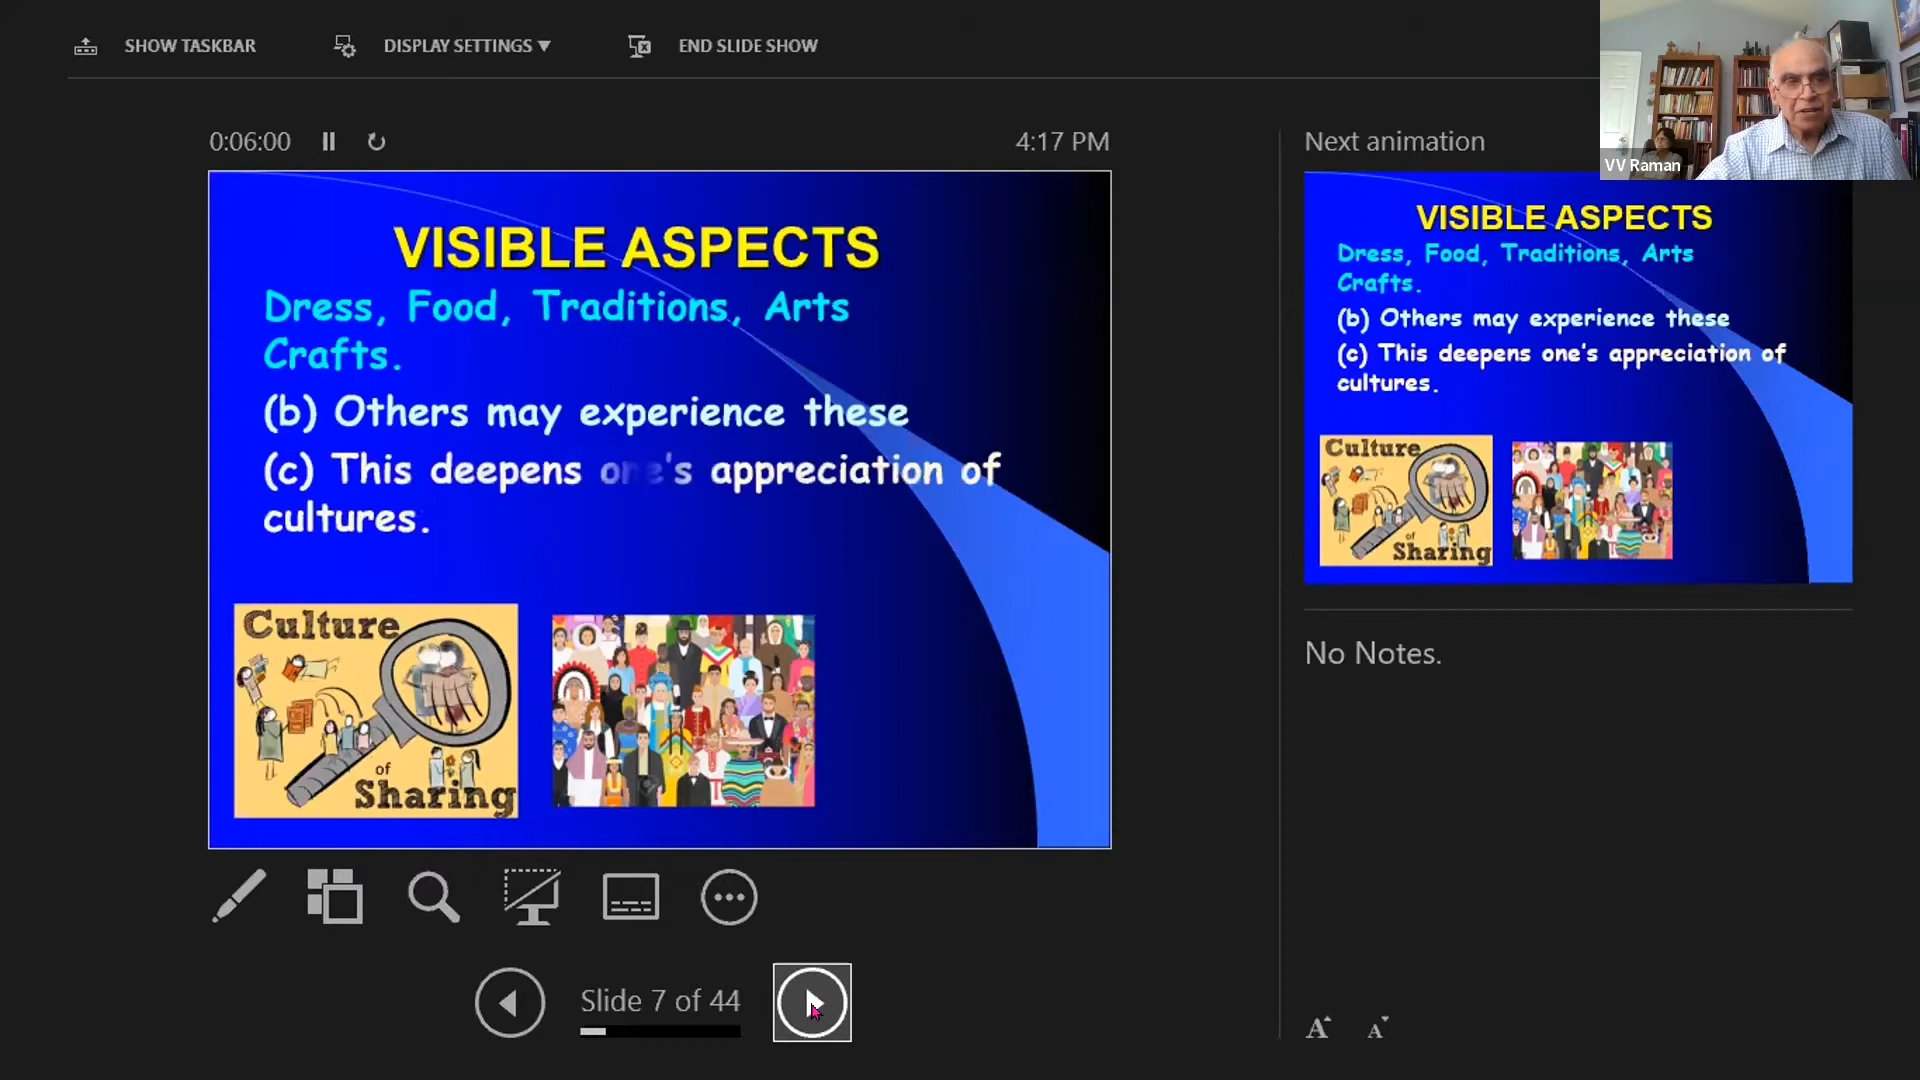 SHOW TASKBAR
DISPLAY SETTINGS ▼
END SLIDE SHOW
VV Raman
0:06:00
4:17 PM
VISIBLE ASPECTS
Dress, Food, Traditions, Arts
Crafts.
(b) Others may experience these
(c) This deepens one's appreciation of
cultures.
Culture
of
Sharing
Slide 7 of 44
Next animation
VISIBLE ASPECTS
Dress, Food, Traditions, Arts
Crafts.
(b) Others may experience these
(c) This deepens one's appreciation of
cultures.
Culture
of
Sharing
No Notes.
A A